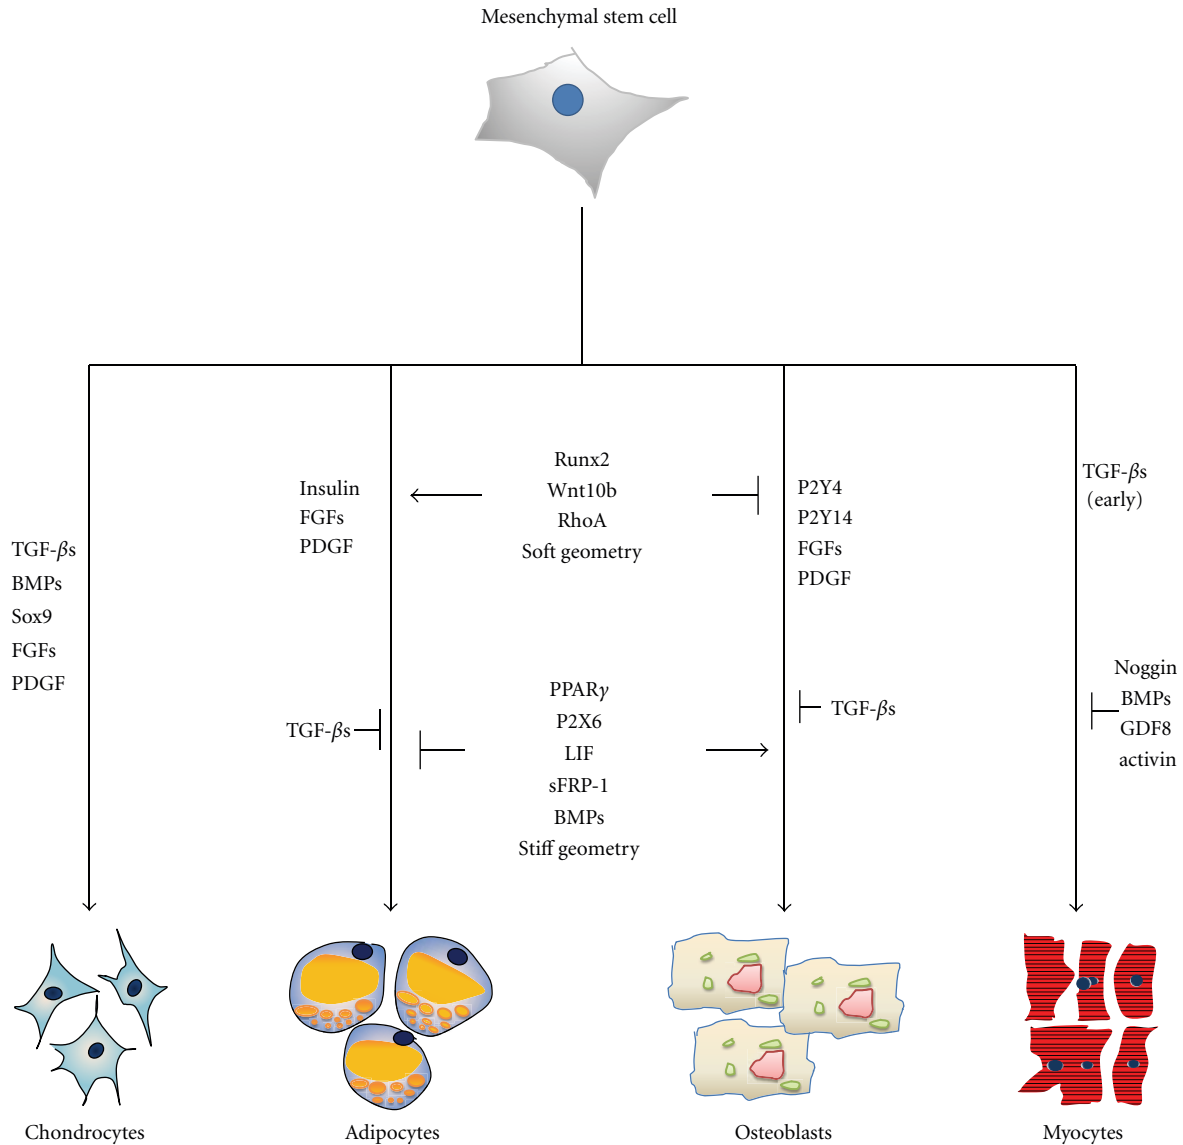 Mesenchymal stem cell
TGF-βs
BMPs
Sox9
FGFs
PDGF
Insulin
FGFs
PDGF
Runx2
Wnt10b
RhoA
Soft geometry
P2Y4
P2Y14
FGFs
PDGF
TGF-βs
(early)
TGF-βs
PPARγ
P2X6
LIF
sFRP-1
BMPs
Stiff geometry
TGF-βs
Noggin
BMPs
GDF8
activin
Chondrocytes
Adipocytes
Osteoblasts
Myocytes